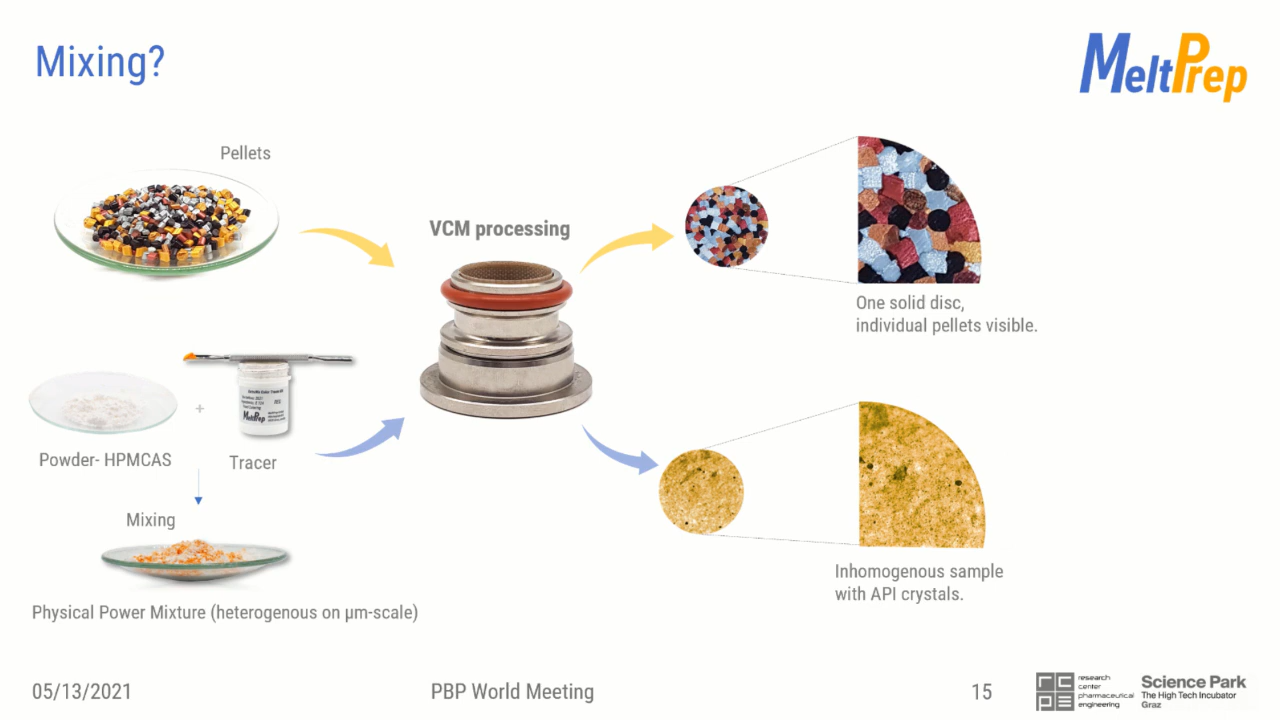 Mixing?
MeltPrep
Pellets
VCM processing
One solid disc,
individual pellets visible.
+
MeltPrep
Powder- HPMCAS
Tracer
Mixing
Inhomogenous sample
with API crystals.
Physical Power Mixture (heterogenous on µm-scale)
05/13/2021
PBP World Meeting
15
rcpe
research
center
pharmaceutical
engineering
Science Park
The High Tech Incubator
Graz